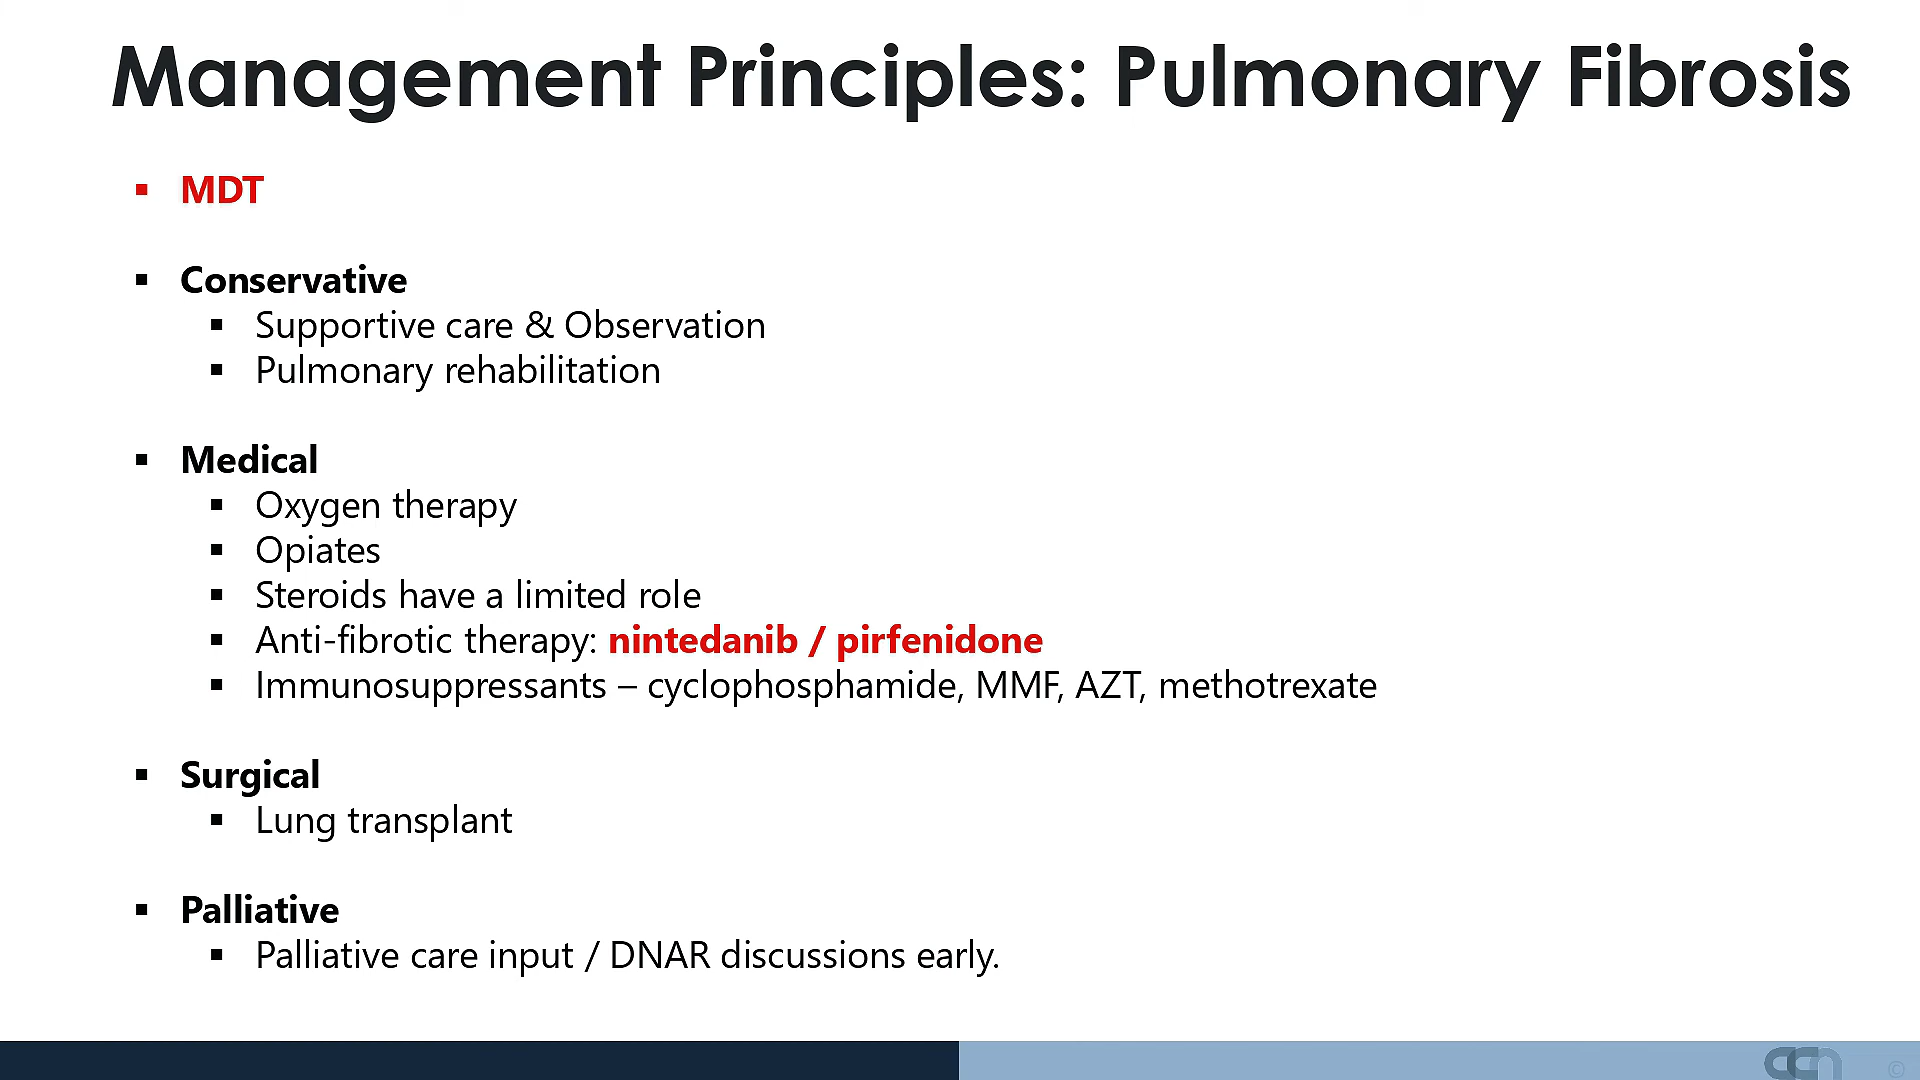 Management Principles: Pulmonary Fibrosis
▪ MDT
▪ Conservative
▪ Supportive care & Observation
▪ Pulmonary rehabilitation
▪ Medical
▪ Oxygen therapy
▪ Opiates
▪ Steroids have a limited role
▪ Anti-fibrotic therapy: nintedanib / pirfenidone
▪ Immunosuppressants – cyclophosphamide, MMF, AZT, methotrexate
▪ Surgical
▪ Lung transplant
▪ Palliative
▪ Palliative care input / DNAR discussions early.
©